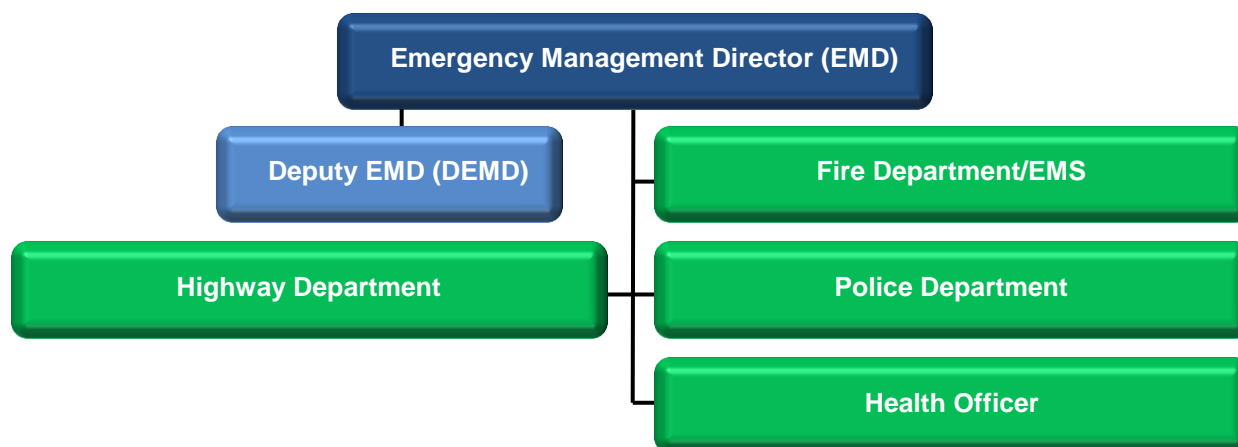 Emergency Management Director (EMD)
Deputy EMD (DEMD)
Fire Department/EMS
Highway Department
Police Department
Health Officer